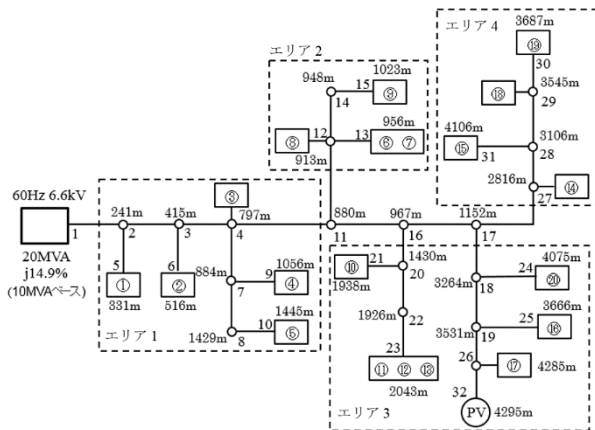 エリア 4
3687m
⑲
30
エリア 2
1023m
948m
15
⑨
3545m
⑱
29
14
956m
4106m
12
13
3106m
⑧
⑥ ⑦
⑮
28
913m
31
2816m
⑭
27
60Hz 6.6kV
③
241m
415m
797m
880m
967m
1152m
1
2
3
4
11
16
17
20MVA
j14.9%
(10MVAベース)
5
6
884m
9
1056m
④
⑩
21
1430m
20
3264m
24
4075m
⑳
①
②
7
1938m
18
331m
516m
1445m
1926m
3666m
10
⑤
22
25
⑯
エリア 1
1429m
8
3531m
19
23
26
⑰
4285m
⑪ ⑫ ⑬
2043m
32
エリア 3
PV
4295m